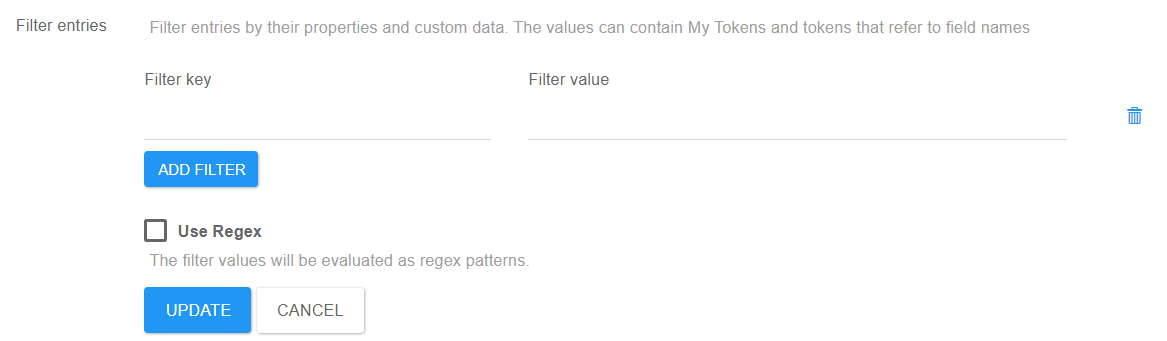 Filter entries
Filter entries by their properties and custom data. The values can contain My Tokens and tokens that refer to field names
Filter key
Filter value
ADD FILTER
Use Regex
The filter values will be evaluated as regex patterns.
UPDATE
CANCEL